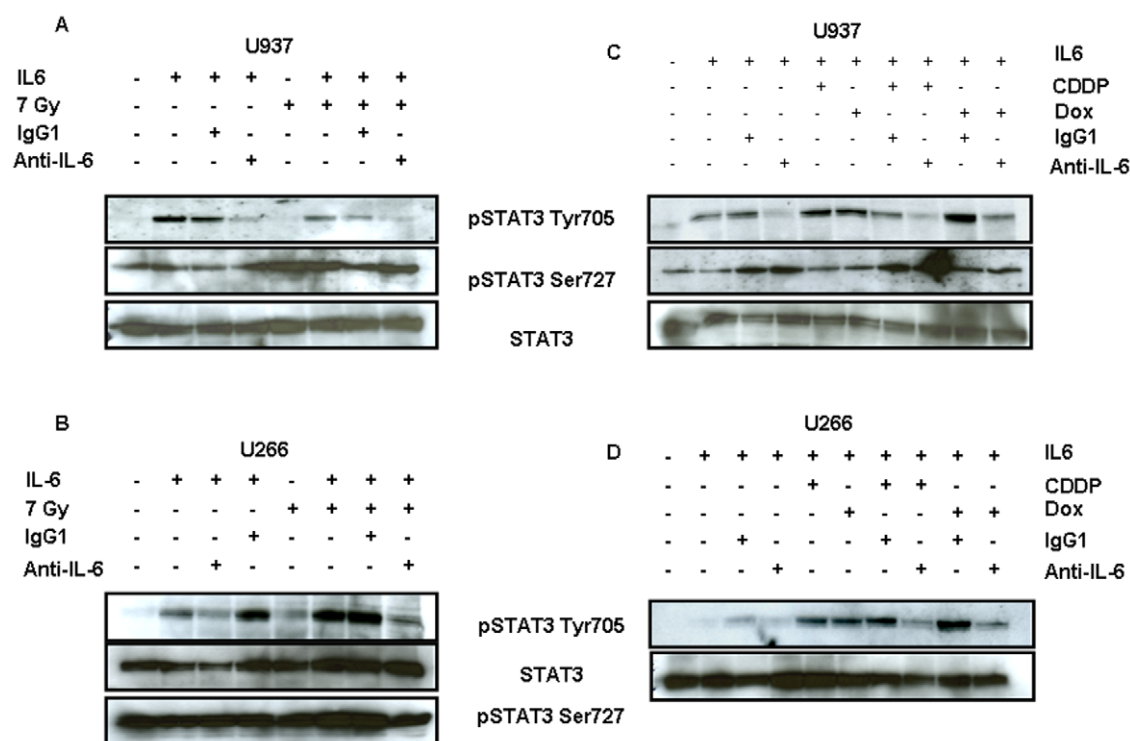 A
U937
IL6 - + + + - + + +
7 Gy - - - - + + + +
IgG1 - - + - - - + -
Anti-IL-6 - - - + - - - +
C
U937
- + + + + + + + + + IL6
- - - - + - + + - - CDDP
- - - - - + - - + + Dox
- - + - - - + - + - IgG1
- - - + - - - + - + Anti-IL-6
pSTAT3 Tyr705
pSTAT3 Ser727
STAT3
B
U266
IL-6 - + + + - + + +
7 Gy - - - - + + + +
IgG1 - - - + - - + -
Anti-IL-6 - - + - - - - +
D
U266
- + + + + + + + + + IL6
- - - - + - + + - - CDDP
- - - - - + - - + + Dox
- - + - - - + - + - IgG1
- - - + - - - + - + Anti-IL-6
pSTAT3 Tyr705
STAT3
pSTAT3 Ser727